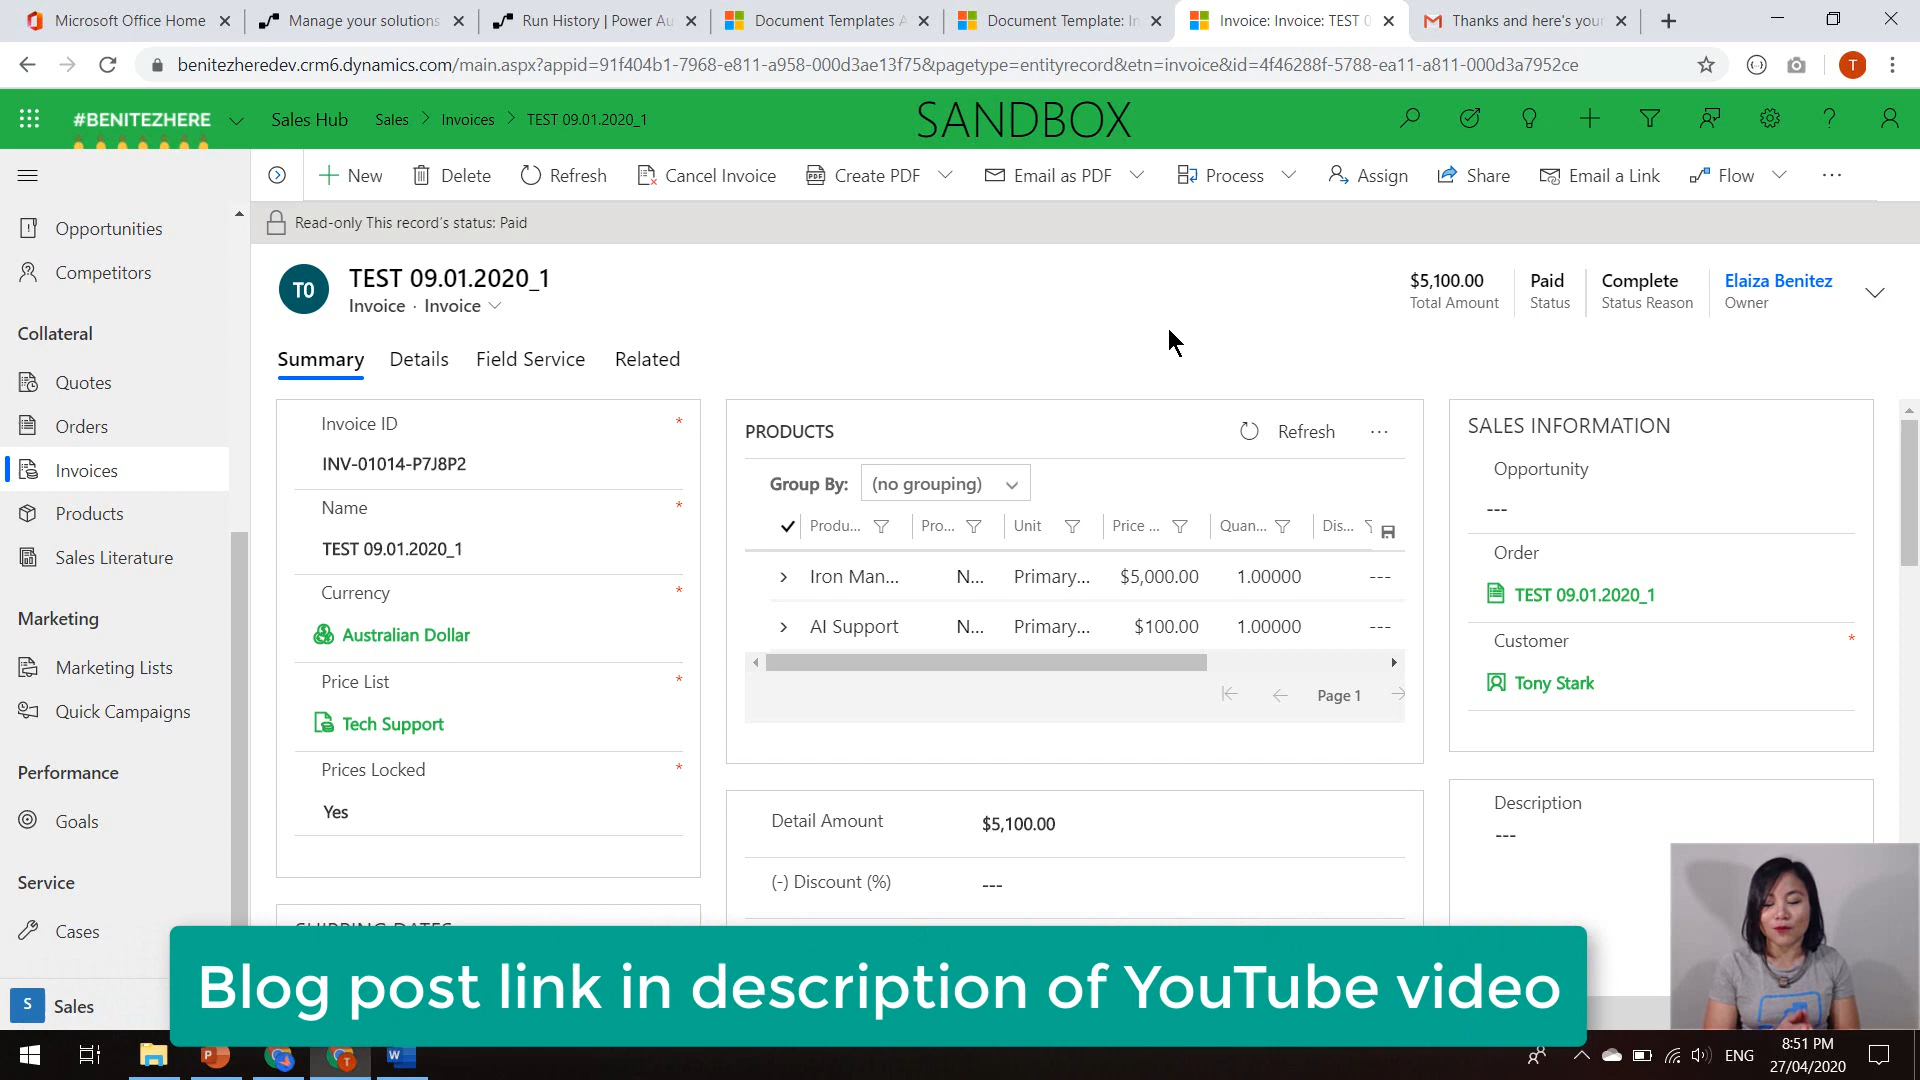 Microsoft Office Home
Manage your solutions
Run History | Power Au
Document Templates A
Document Template: In
Invoice: Invoice: TEST 0
Thanks and here's your
benitezheredev.crm6.dynamics.com/main.aspx?appid=91f404b1-7968-e811-a958-000d3ae13f75&pagetype=entityrecord&etn=invoice&id=4f46288f-5788-ea11-a811-000d3a7952ce
T
#BENITEZHERE
Sales Hub
Sales > Invoices > TEST 09.01.2020_1
SANDBOX
New
Delete
Refresh
Cancel Invoice
Create PDF
Email as PDF
Process
Assign
Share
Email a Link
Flow
Read-only This record's status: Paid
Opportunities
Competitors
Collateral
Quotes
Orders
Invoices
Products
Sales Literature
Marketing
Marketing Lists
Quick Campaigns
Performance
Goals
Service
Cases
S Sales
T0
TEST 09.01.2020_1
Invoice · Invoice
$5,100.00
Total Amount
Paid
Status
Complete
Status Reason
Elaiza Benitez
Owner
Summary
Details
Field Service
Related
Invoice ID *
INV-01014-P7J8P2
Name *
TEST 09.01.2020_1
Currency *
Australian Dollar
Price List *
Tech Support
Prices Locked *
Yes
PRODUCTS
Refresh
Group By: (no grouping)
Produ... Pro... Unit Price ... Quan... Dis...
Iron Man... N... Primary... $5,000.00 1.00000 ---
AI Support N... Primary... $100.00 1.00000 ---
Page 1
Detail Amount $5,100.00
(-) Discount (%) ---
SALES INFORMATION
Opportunity
---
Order
TEST 09.01.2020_1
Customer *
Tony Stark
Description
---
Blog post link in description of YouTube video
ENG
8:51 PM
27/04/2020